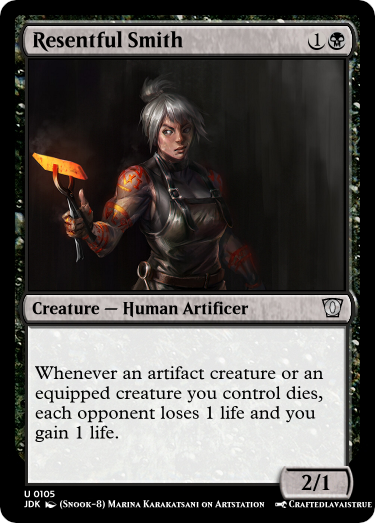 Resentful Smith 1
Creature — Human Artificer
Whenever an artifact creature or an
equipped creature you control dies,
each opponent loses 1 life and you
gain 1 life.
2/1
U 0105
JDK (Snook-8) Marina Karakatsani on Artstation Craftedlavaistrue